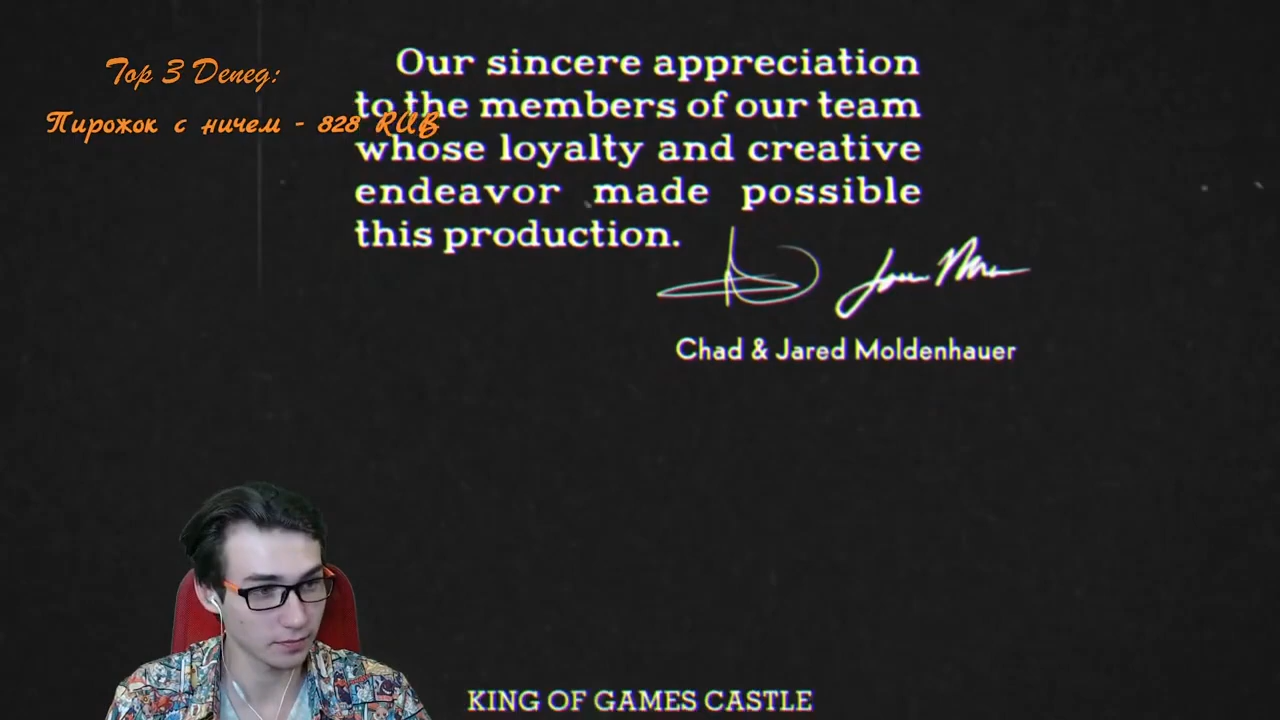 Top 3 Денег:
Пирожок с ничем - 828 RUB
Our sincere appreciation
to the members of our team
whose loyalty and creative
endeavor made possible
this production.
Chad & Jared Moldenhauer
KING OF GAMES CASTLE